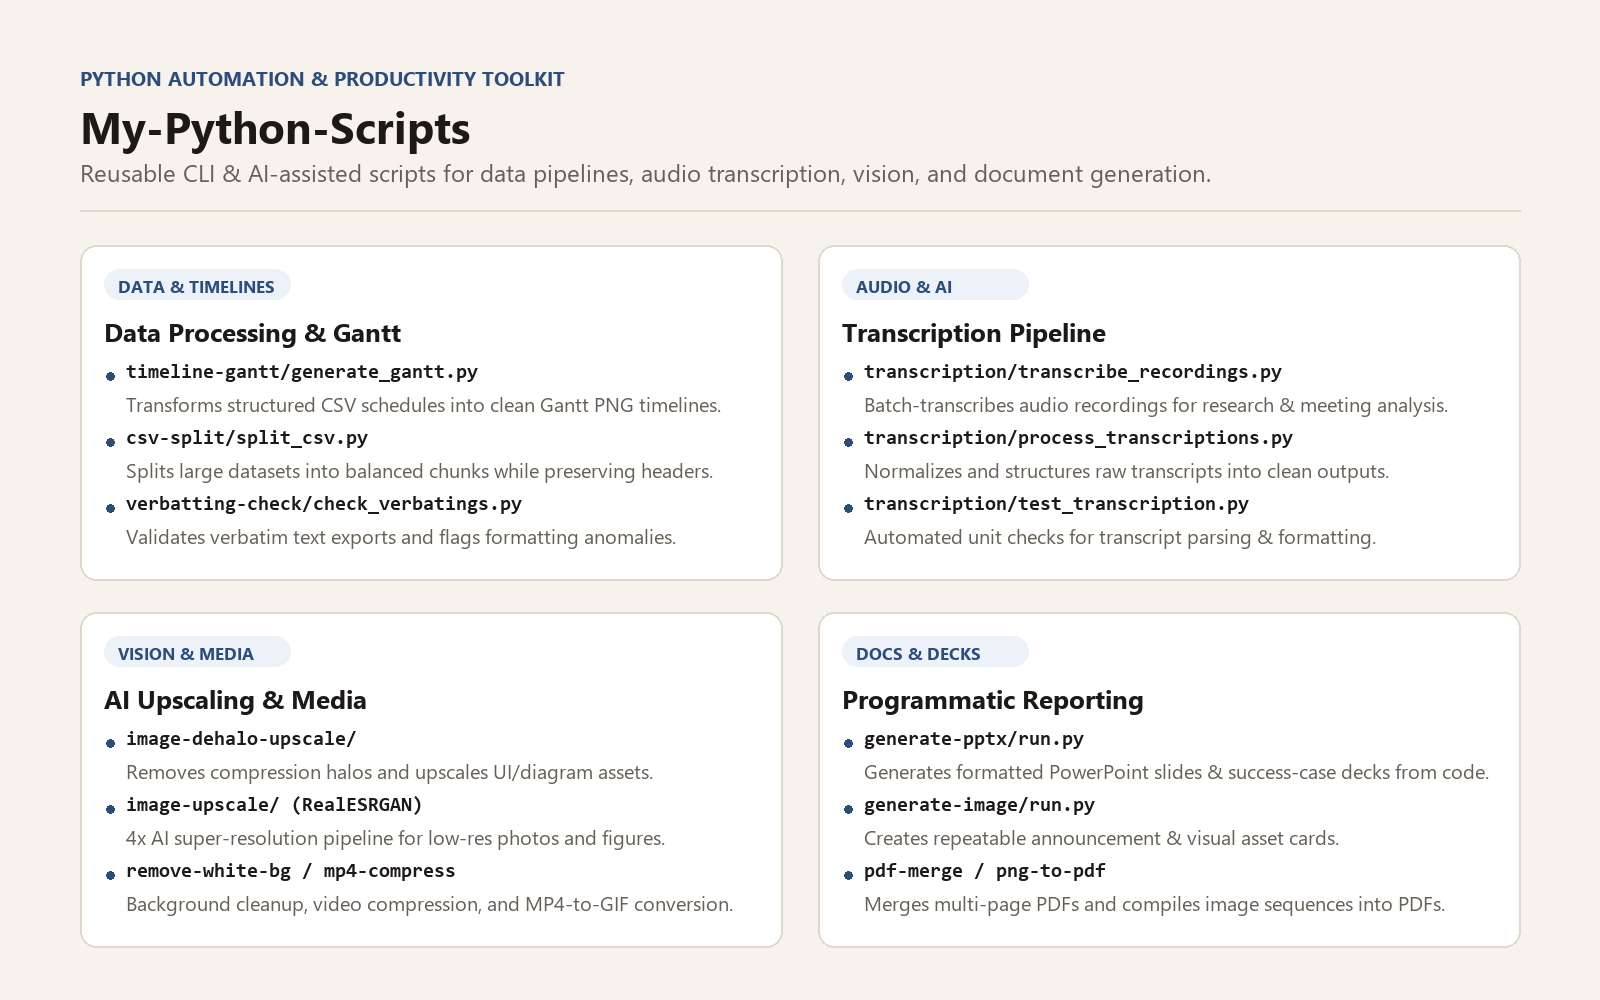 PYTHON AUTOMATION & PRODUCTIVITY TOOLKIT
My-Python-Scripts
Reusable CLI & AI-assisted scripts for data pipelines, audio transcription, vision, and document generation.
DATA & TIMELINES
Data Processing & Gantt
timeline-gantt/generate_gantt.py
Transforms structured CSV schedules into clean Gantt PNG timelines.
csv-split/split_csv.py
Splits large datasets into balanced chunks while preserving headers.
verbatting-check/check_verbatings.py
Validates verbatim text exports and flags formatting anomalies.
AUDIO & AI
Transcription Pipeline
transcription/transcribe_recordings.py
Batch-transcribes audio recordings for research & meeting analysis.
transcription/process_transcriptions.py
Normalizes and structures raw transcripts into clean outputs.
transcription/test_transcription.py
Automated unit checks for transcript parsing & formatting.
VISION & MEDIA
AI Upscaling & Media
image-dehalo-upscale/
Removes compression halos and upscales UI/diagram assets.
image-upscale/ (RealESRGAN)
4x AI super-resolution pipeline for low-res photos and figures.
remove-white-bg / mp4-compress
Background cleanup, video compression, and MP4-to-GIF conversion.
DOCS & DECKS
Programmatic Reporting
generate-pptx/run.py
Generates formatted PowerPoint slides & success-case decks from code.
generate-image/run.py
Creates repeatable announcement & visual asset cards.
pdf-merge / png-to-pdf
Merges multi-page PDFs and compiles image sequences into PDFs.